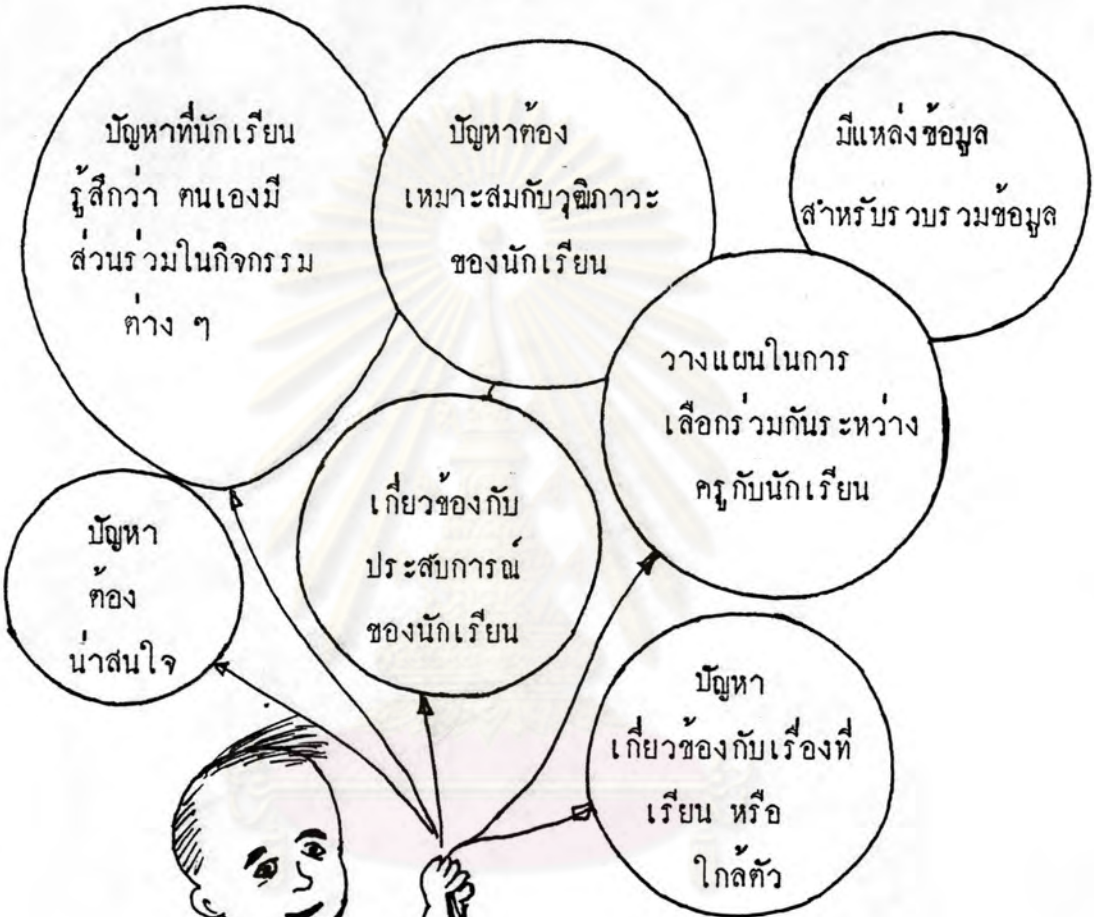 ปัญหาที่นักเรียน
รู้สึกว่า ตนเองมี
ส่วนร่วมในกิจกรรม
ต่าง ๆ
ปัญหาต้อง
เหมาะสมกับวุฒิภาวะ
ของนักเรียน
มีแหล่งข้อมูล
สำหรับรวบรวมข้อมูล
วางแผนในการ
เลือกร่วมกันระหว่าง
ครูกับนักเรียน
ปัญหา
ต้อง
น่าสนใจ
เกี่ยวข้องกับ
ประสบการณ์
ของนักเรียน
ปัญหา
เกี่ยวข้องกับเรื่องที่
เรียน หรือ
ใกล้ตัว